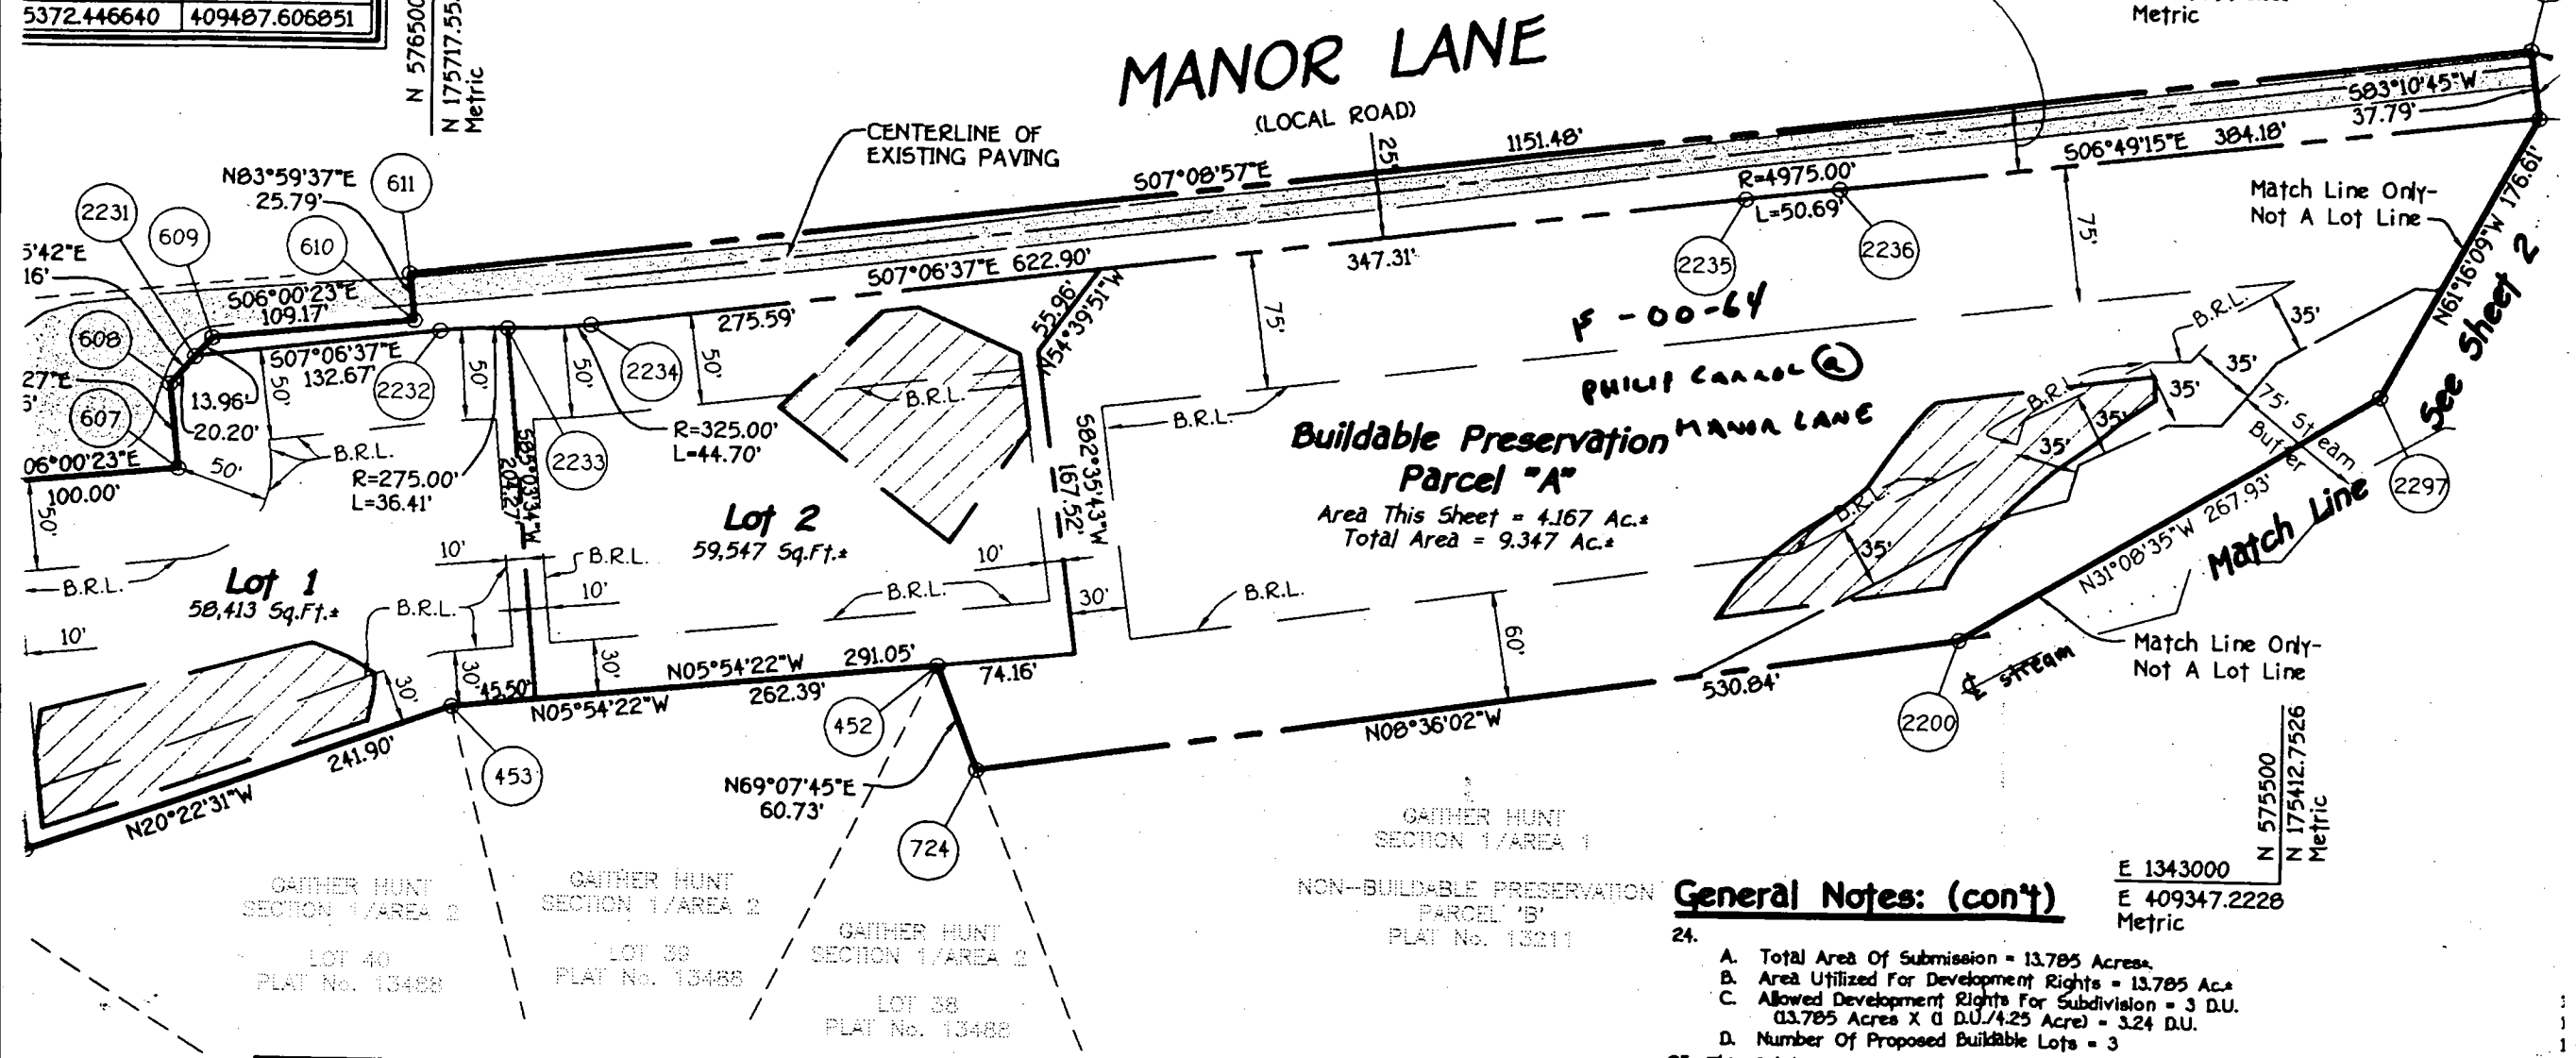 5372.446640 409487.606851
N 576500
N 175717.55
Metric
Metric
MANOR LANE
(LOCAL ROAD)
CENTERLINE OF
EXISTING PAVING
S07°08'57"E
1151.48'
25'
S83°10'45"W
37.79'
S06°49'15"E 384.18'
R=4975.00'
L=50.69'
2235
2236
347.31'
S07°06'37"E 622.90'
275.59'
N83°59'37"E
25.79'
611
610
609
2231
5'42"E
16'
S06°00'23"E
109.17'
608
S07°06'37"E
132.67'
2232
2234
2233
27"E
5'
607
13.96'
20.20'
50'
50'
50'
50'
50'
06°00'23"E
100.00'
50'
B.R.L.
R=275.00'
L=36.41'
R=325.00'
L=44.70'
S85°03'34"W
204.27'
55.96'
N54°39'51"W
75'
75'
B.R.L.
B.R.L.
F-00-64
PHILIP CARROL @
MANOR LANE
Buildable Preservation
Parcel "A"
Area This Sheet = 4.167 Ac.±
Total Area = 9.347 Ac.±
Match Line Only-
Not A Lot Line
N61°16'09"W 176.61'
See Sheet 2
B.R.L.
35'
35'
35'
35'
35'
35'
B.R.L.
B.R.L.
75' Stream
Buffer
2297
N31°08'35"W 267.93'
Match Line
Match Line Only-
Not A Lot Line
℄ stream
2200
Lot 1
58,413 Sq.Ft.±
Lot 2
59,547 Sq.Ft.±
S82°35'43"W
167.52'
10'
10'
10'
10'
30'
B.R.L.
B.R.L.
B.R.L.
B.R.L.
B.R.L.
30'
30'
30'
60'
45.50'
N05°54'22"W
291.05'
N05°54'22"W
262.39'
74.16'
452
453
N69°07'45"E
60.73'
724
530.84'
N08°36'02"W
241.90'
N20°22'31"W
GAITHER HUNT
SECTION 1/AREA 2
LOT 40
PLAT No. 13488
GAITHER HUNT
SECTION 1/AREA 2
LOT 39
PLAT No. 13488
GAITHER HUNT
SECTION 1/AREA 2
LOT 38
PLAT No. 13488
GAITHER HUNT
SECTION 1/AREA 1
NON-BUILDABLE PRESERVATION
PARCEL 'B'
PLAT No. 13211
N 575500
N 175412.7526
Metric
E 1343000
E 409347.2228
Metric
General Notes: (con't)
24.
A. Total Area Of Submission = 13.785 Acres±.
B. Area Utilized For Development Rights = 13.785 Ac.±
C. Allowed Development Rights For Subdivision = 3 D.U.
(13.785 Acres X (1 D.U./4.25 Acre) = 3.24 D.U.
D. Number Of Proposed Buildable Lots = 3